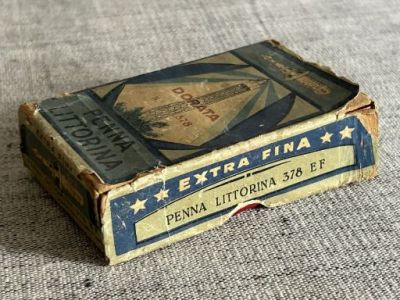 DORATA
378
PENNA
LITTORINA
★ ★ EXTRA FINA ★ ★
PENNA LITTORINA 378 EF